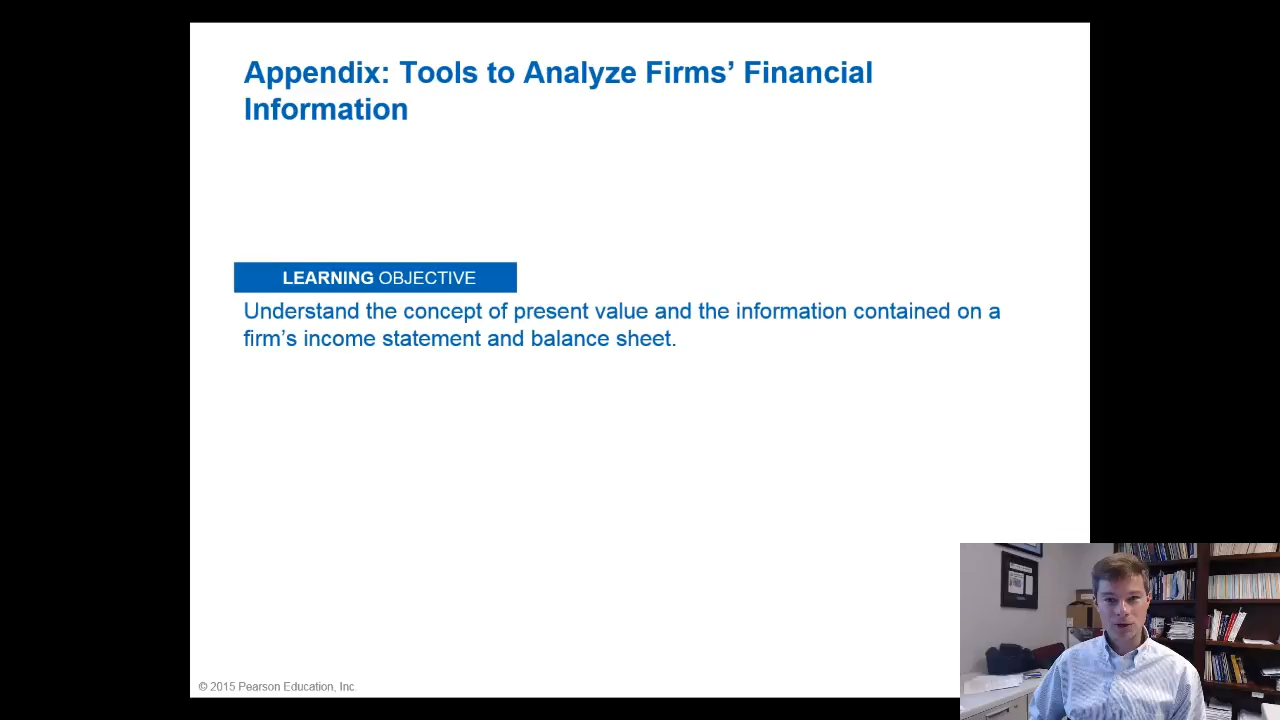 Appendix: Tools to Analyze Firms’ Financial
Information
LEARNING OBJECTIVE
Understand the concept of present value and the information contained on a
firm’s income statement and balance sheet.
© 2015 Pearson Education, Inc.